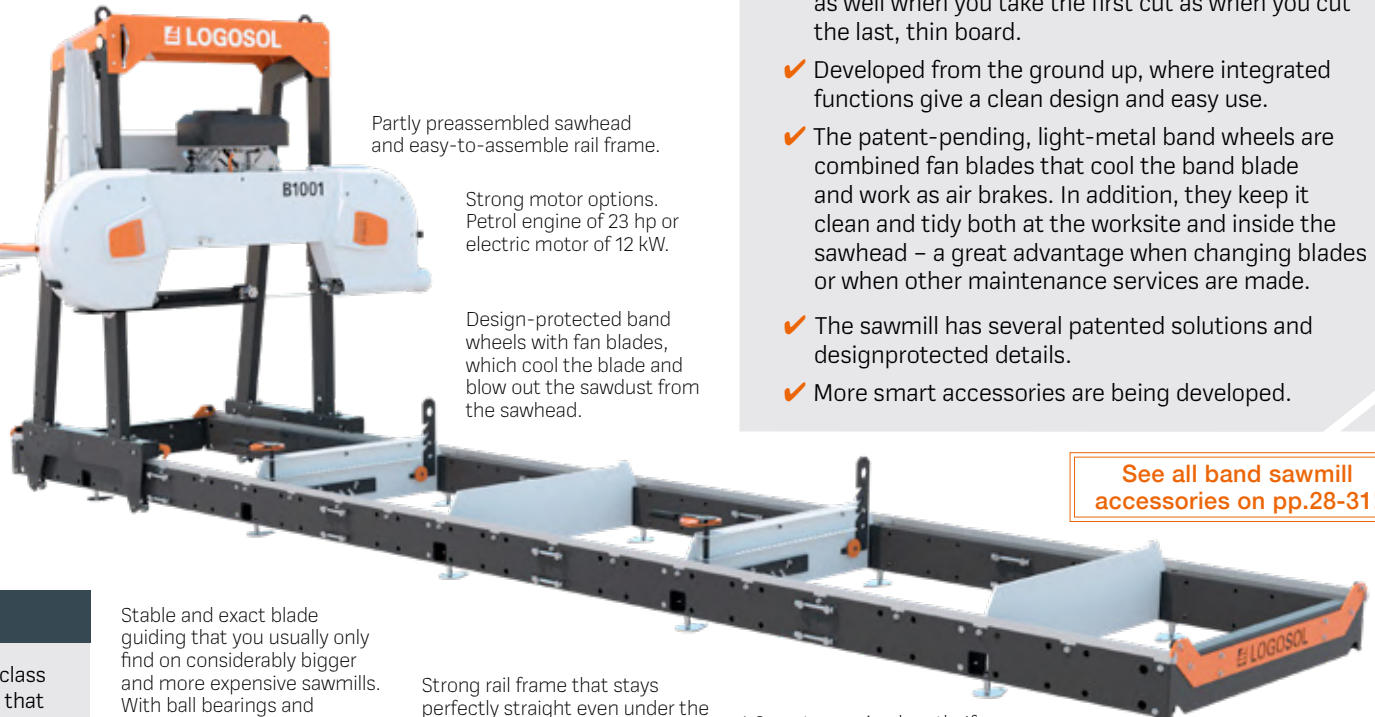 LOGOSOL
B1001
Partly preassembled sawhead
and easy-to-assemble rail frame.
Strong motor options.
Petrol engine of 23 hp or
electric motor of 12 kW.
Design-protected band
wheels with fan blades,
which cool the blade and
blow out the sawdust from
the sawhead.
as well when you take the first cut as when you cut
the last, thin board.
✔ Developed from the ground up, where integrated
functions give a clean design and easy use.
✔ The patent-pending, light-metal band wheels are
combined fan blades that cool the band blade
and work as air brakes. In addition, they keep it
clean and tidy both at the worksite and inside the
sawhead – a great advantage when changing blades
or when other maintenance services are made.
✔ The sawmill has several patented solutions and
designprotected details.
✔ More smart accessories are being developed.
See all band sawmill
accessories on pp.28-31
LOGOSOL
class
that
Stable and exact blade
guiding that you usually only
find on considerably bigger
and more expensive sawmills.
With ball bearings and
Strong rail frame that stays
perfectly straight even under the